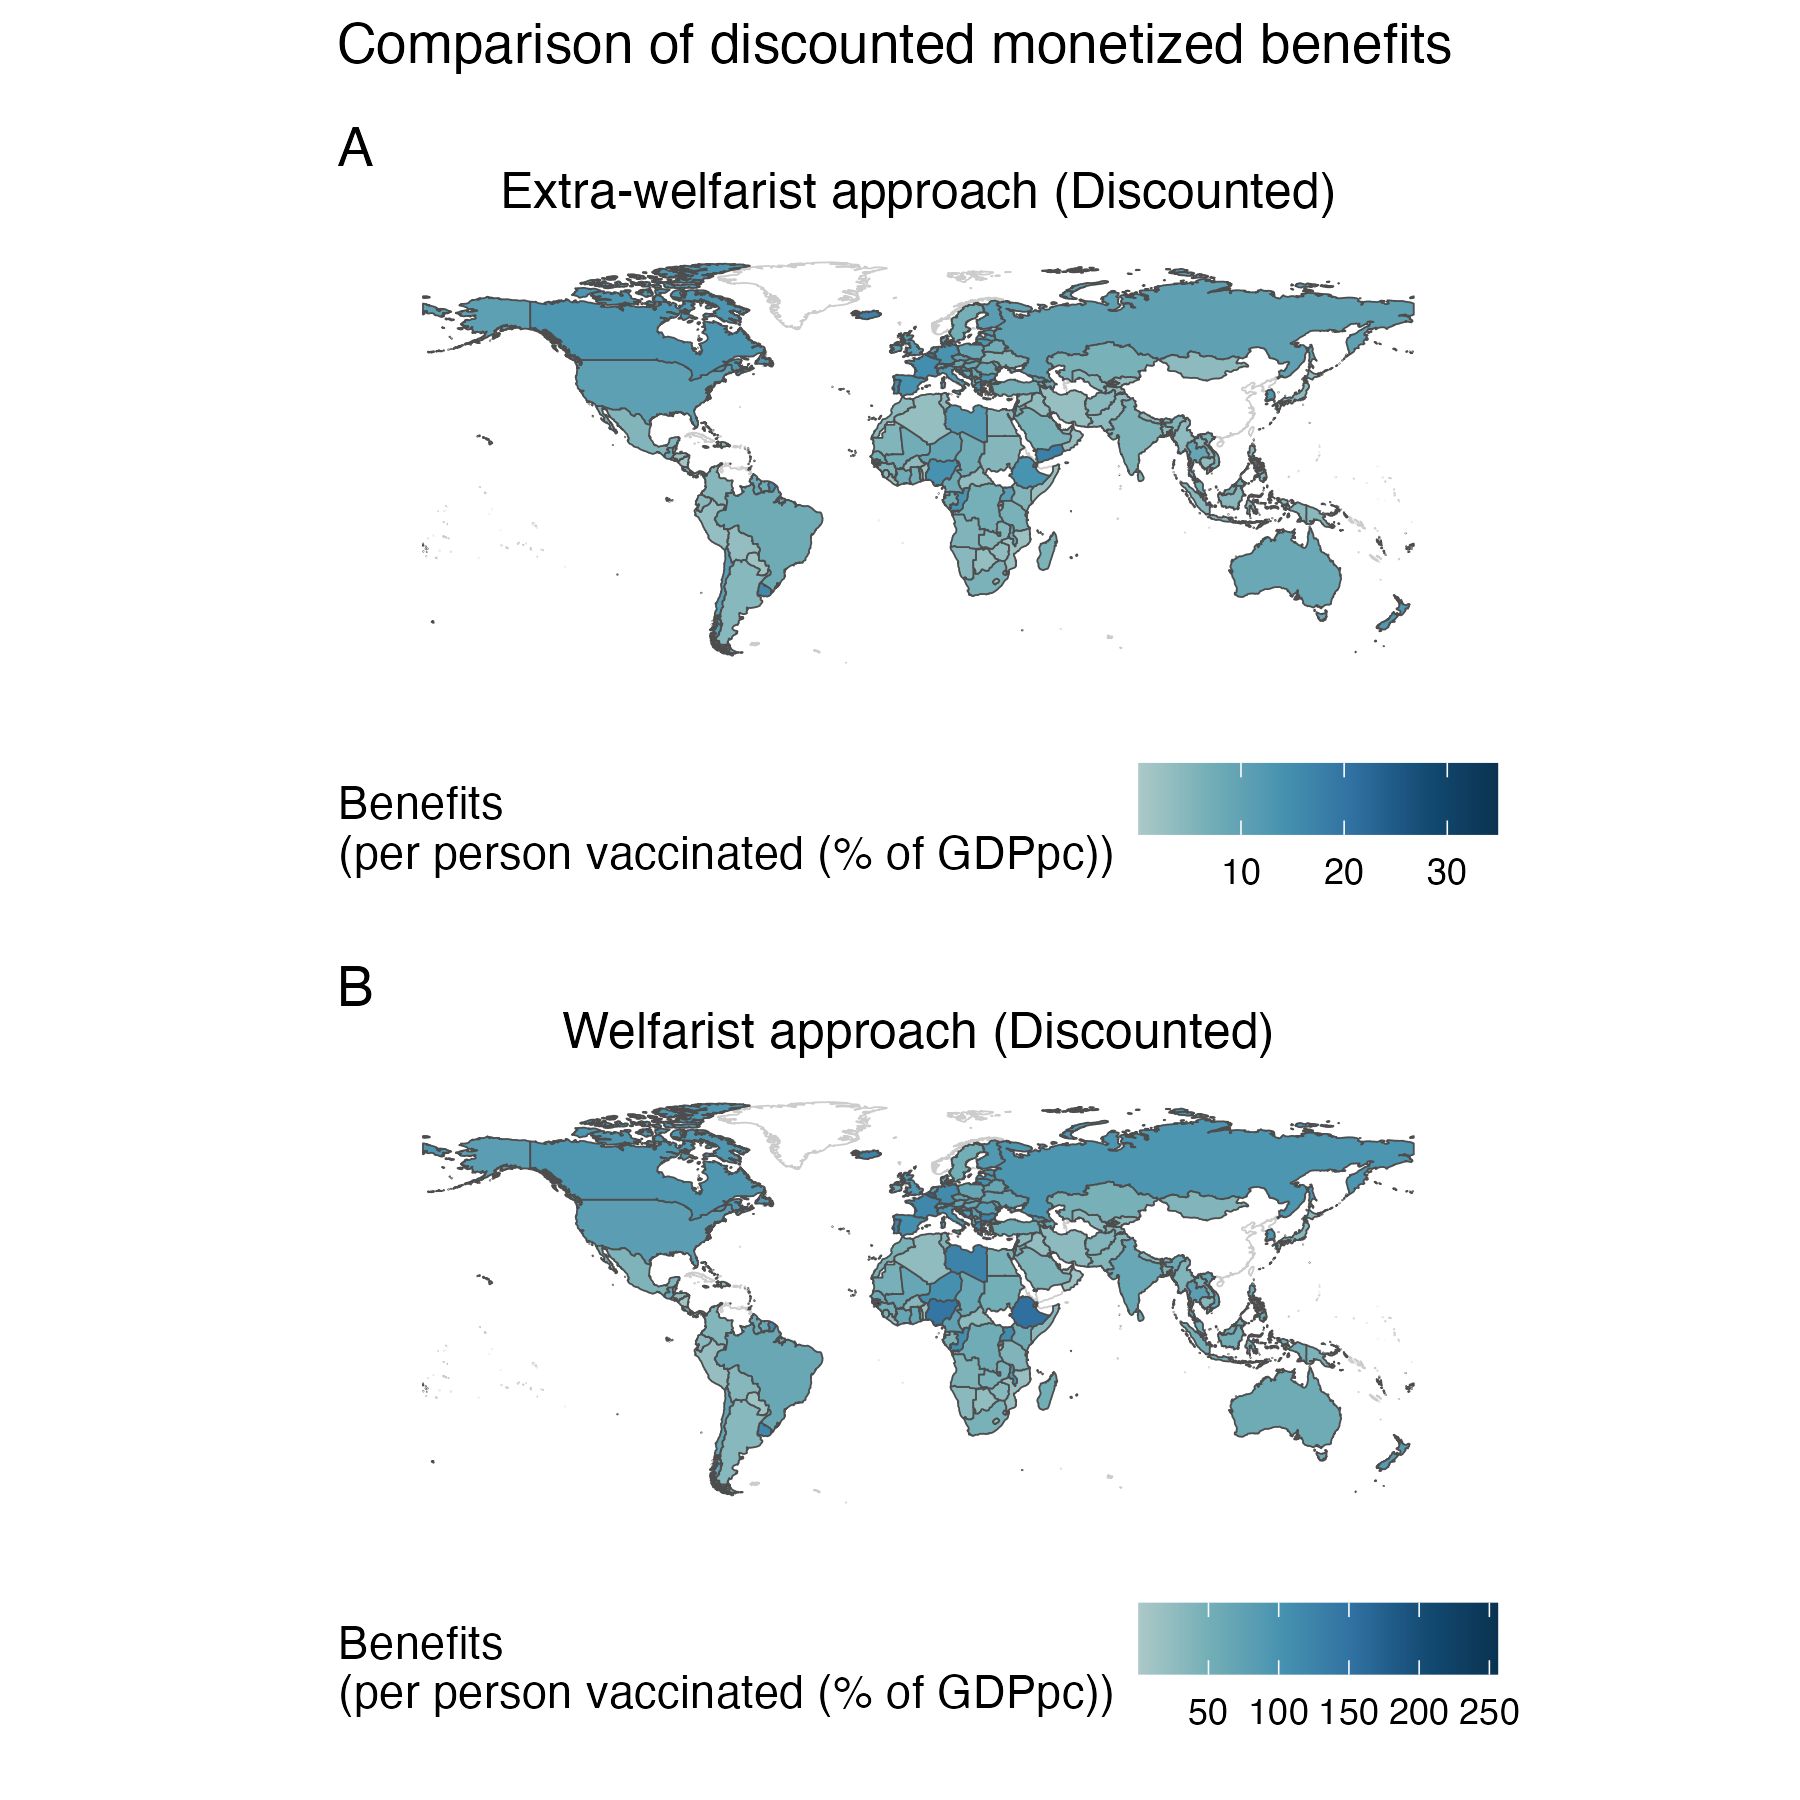 Comparison of discounted monetized benefits
A
Extra-welfarist approach (Discounted)
Benefits
(per person vaccinated (% of GDPpc))
10 20 30
B
Welfarist approach (Discounted)
Benefits
(per person vaccinated (% of GDPpc))
50 100 150 200 250